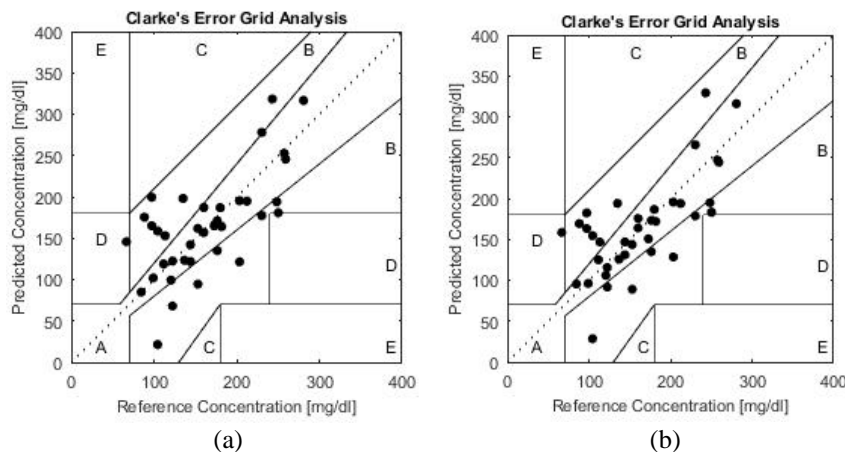 Clarke's Error Grid Analysis
400
350
300
250
200
150
100
50
0
Predicted Concentration [mg/dl]
E
C
B
B
D
D
A
C
E
0
100
200
300
400
Reference Concentration [mg/dl]
(a)
Clarke's Error Grid Analysis
400
350
300
250
200
150
100
50
0
Predicted Concentration [mg/dl]
E
C
B
B
D
D
A
C
E
0
100
200
300
400
Reference Concentration [mg/dl]
(b)